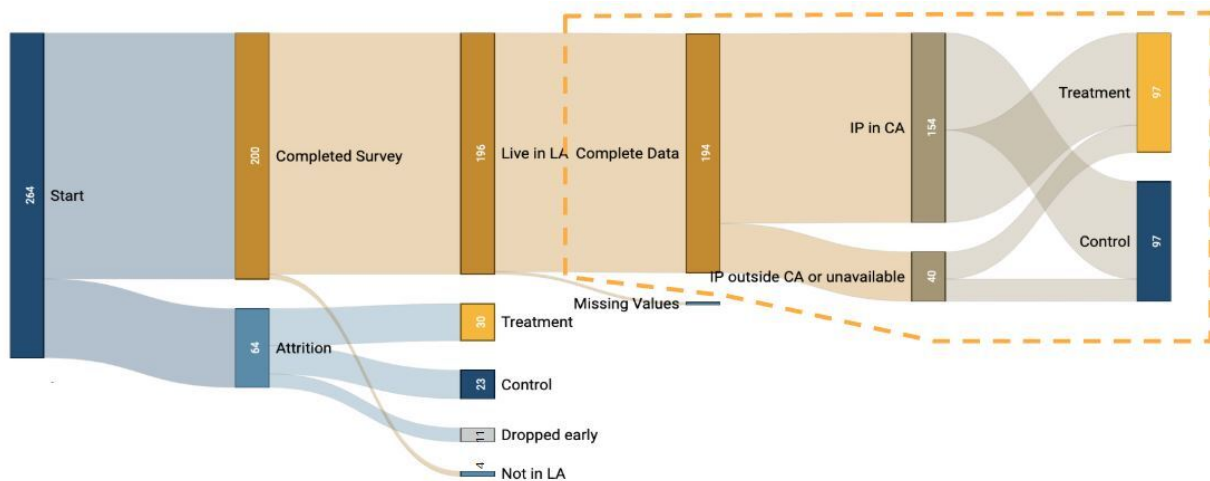 264
Start
200
Completed Survey
64
Attrition
196
Live in LA
30
Treatment
23
Control
11
Dropped early
4
Not in LA
194
Complete Data
Missing Values
154
IP in CA
40
IP outside CA or unavailable
97
Treatment
97
Control